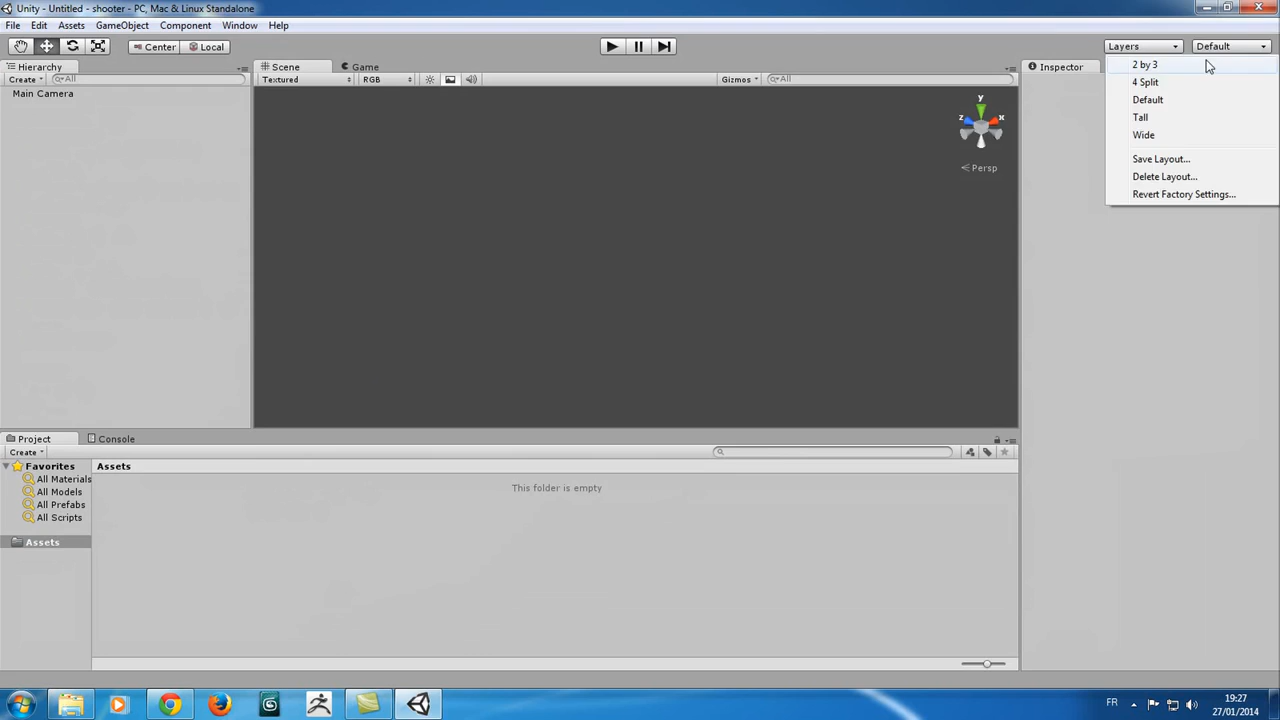 Unity - Untitled - shooter - PC, Mac & Linux Standalone
File Edit Assets GameObject Component Window Help
Center Local Layers Default
Hierarchy Scene Game Inspector
Create All Textured RGB Gizmos All
Main Camera
2 by 3
4 Split
Default
Tall
Wide
Save Layout...
Delete Layout...
Revert Factory Settings...
y
z x
Persp
Project Console
Create
Favorites Assets
All Materials
All Models
All Prefabs
All Scripts
Assets
This folder is empty
FR 19:27
27/01/2014